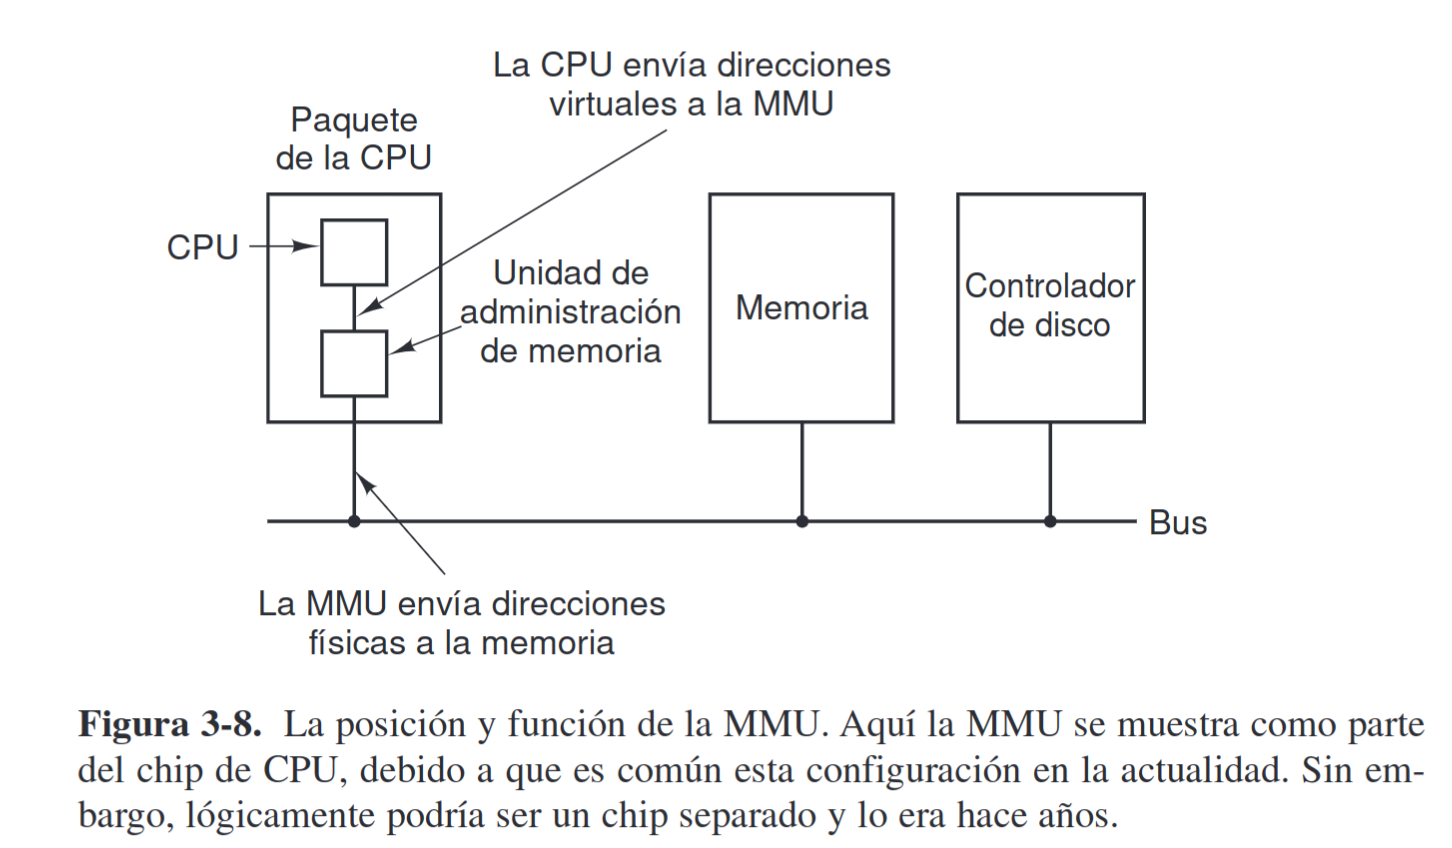 La CPU envía direcciones
virtuales a la MMU
Paquete
de la CPU
CPU
Unidad de
administración
de memoria
Memoria
Controlador
de disco
Bus
La MMU envía direcciones
físicas a la memoria
Figura 3-8. La posición y función de la MMU. Aquí la MMU se muestra como parte
del chip de CPU, debido a que es común esta configuración en la actualidad. Sin em-
bargo, lógicamente podría ser un chip separado y lo era hace años.